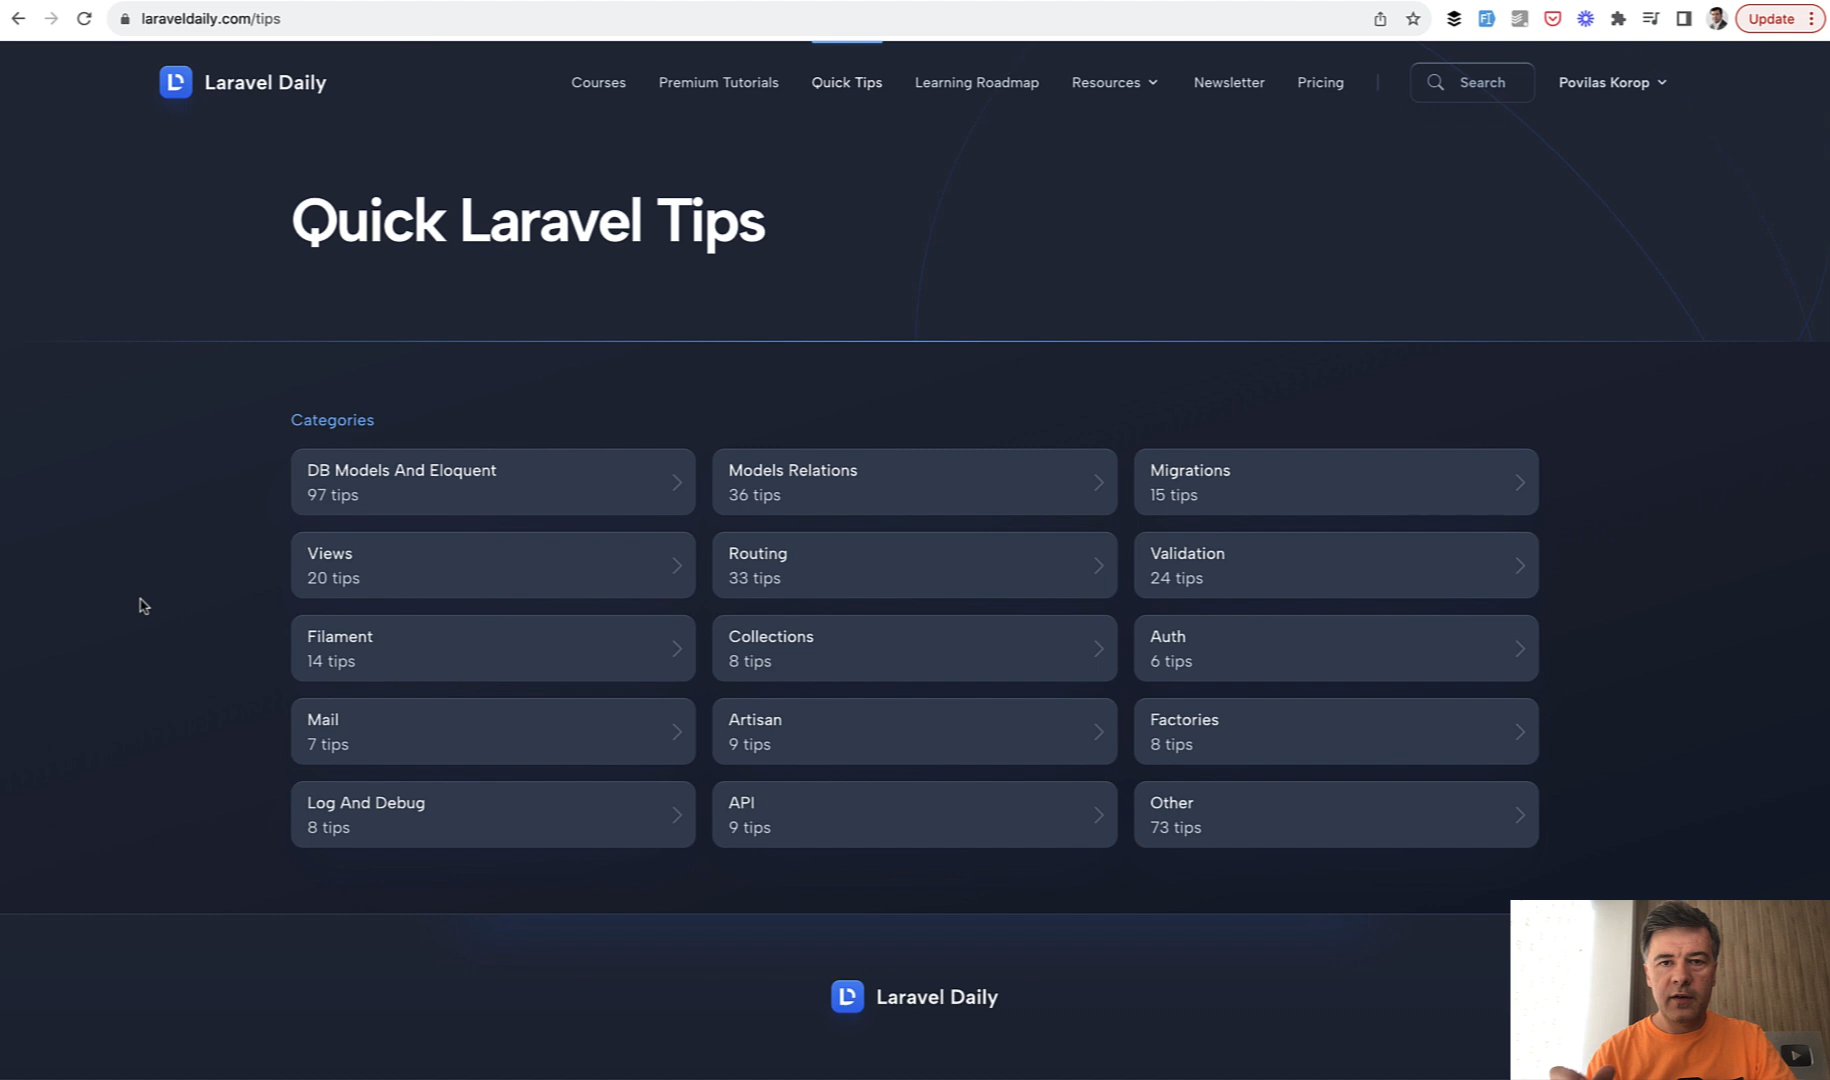 laraveldaily.com/tips
Update
Laravel Daily
Courses
Premium Tutorials
Quick Tips
Learning Roadmap
Resources
Newsletter
Pricing
Search
Povilas Korop
Quick Laravel Tips
Categories
DB Models And Eloquent
97 tips
Models Relations
36 tips
Migrations
15 tips
Views
20 tips
Routing
33 tips
Validation
24 tips
Filament
14 tips
Collections
8 tips
Auth
6 tips
Mail
7 tips
Artisan
9 tips
Factories
8 tips
Log And Debug
8 tips
API
9 tips
Other
73 tips
Laravel Daily